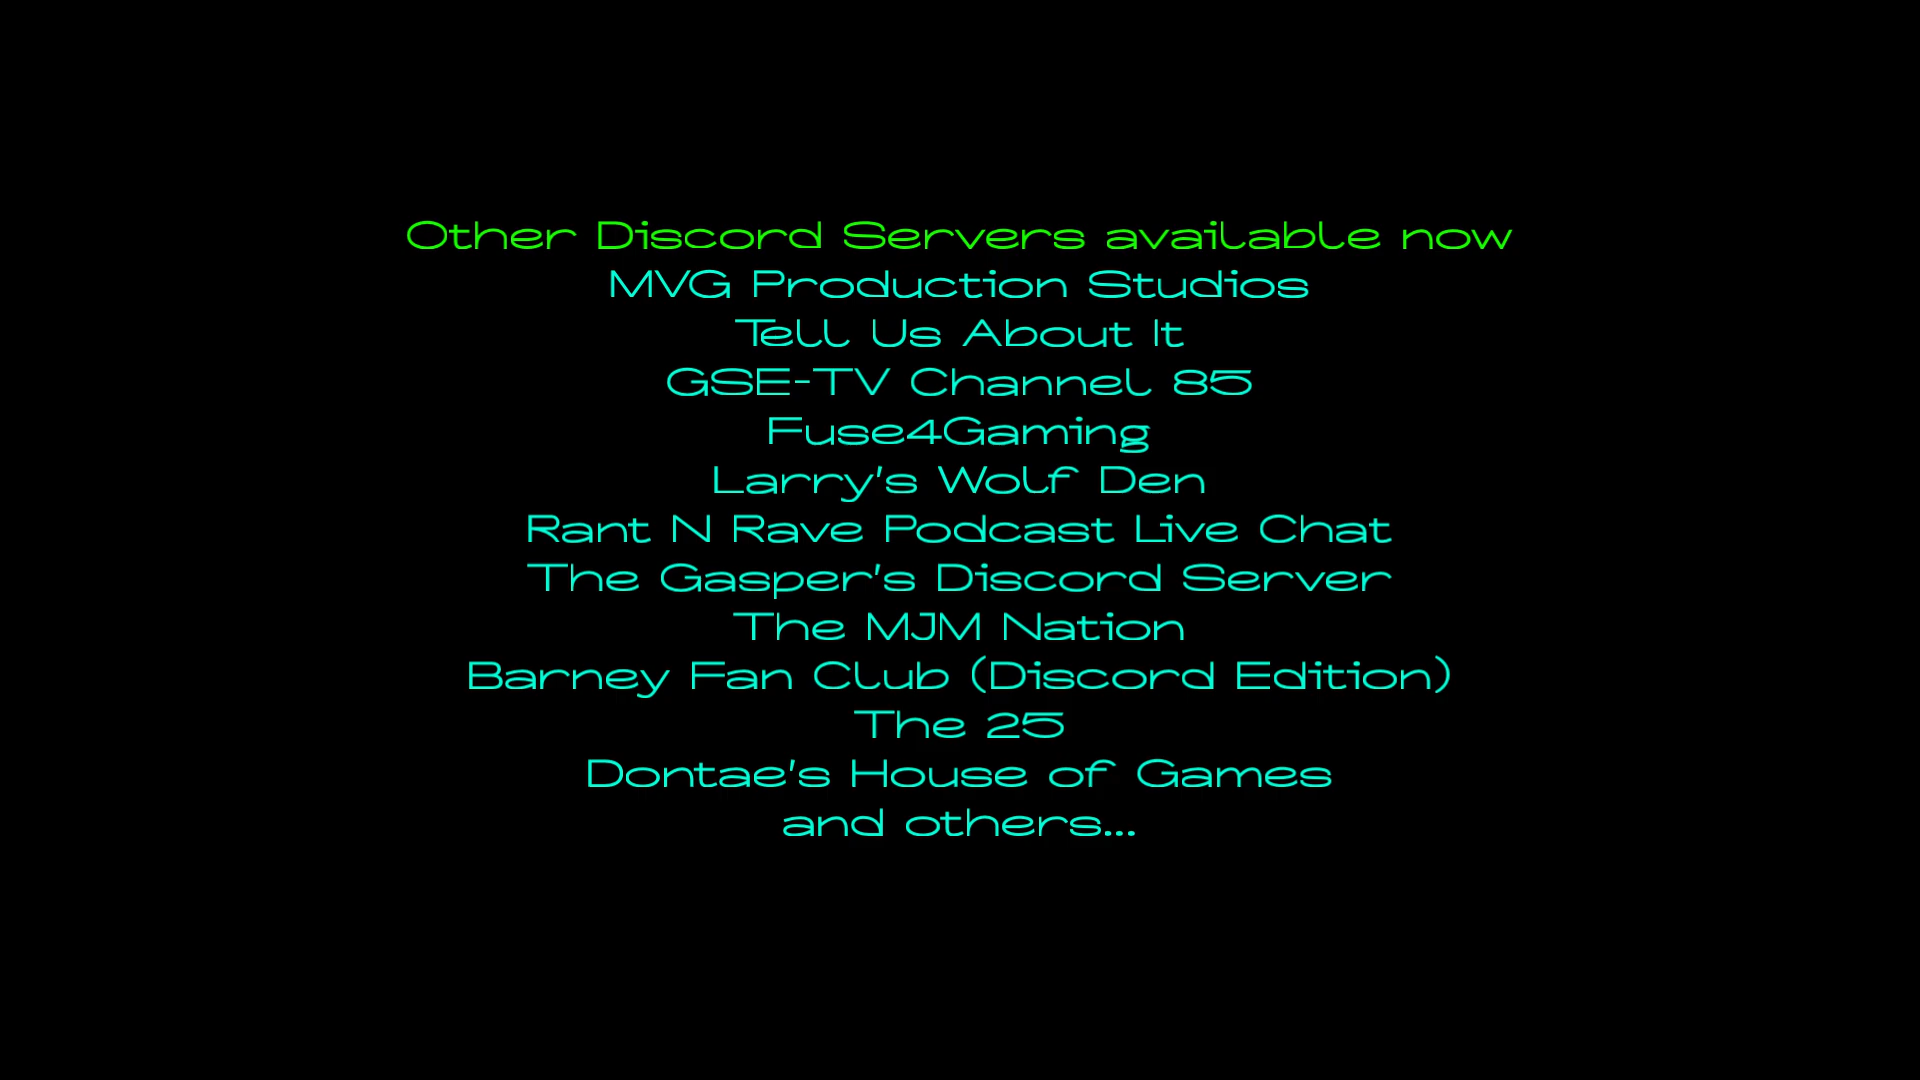 Other Discord Servers available now
MVG Production Studios
Tell Us About It
GSE-TV Channel 85
Fuse4Gaming
Larry's Wolf Den
Rant N Rave Podcast Live Chat
The Gasper's Discord Server
The MJM Nation
Barney Fan Club (Discord Edition)
The 25
Dontae's House of Games
and others...